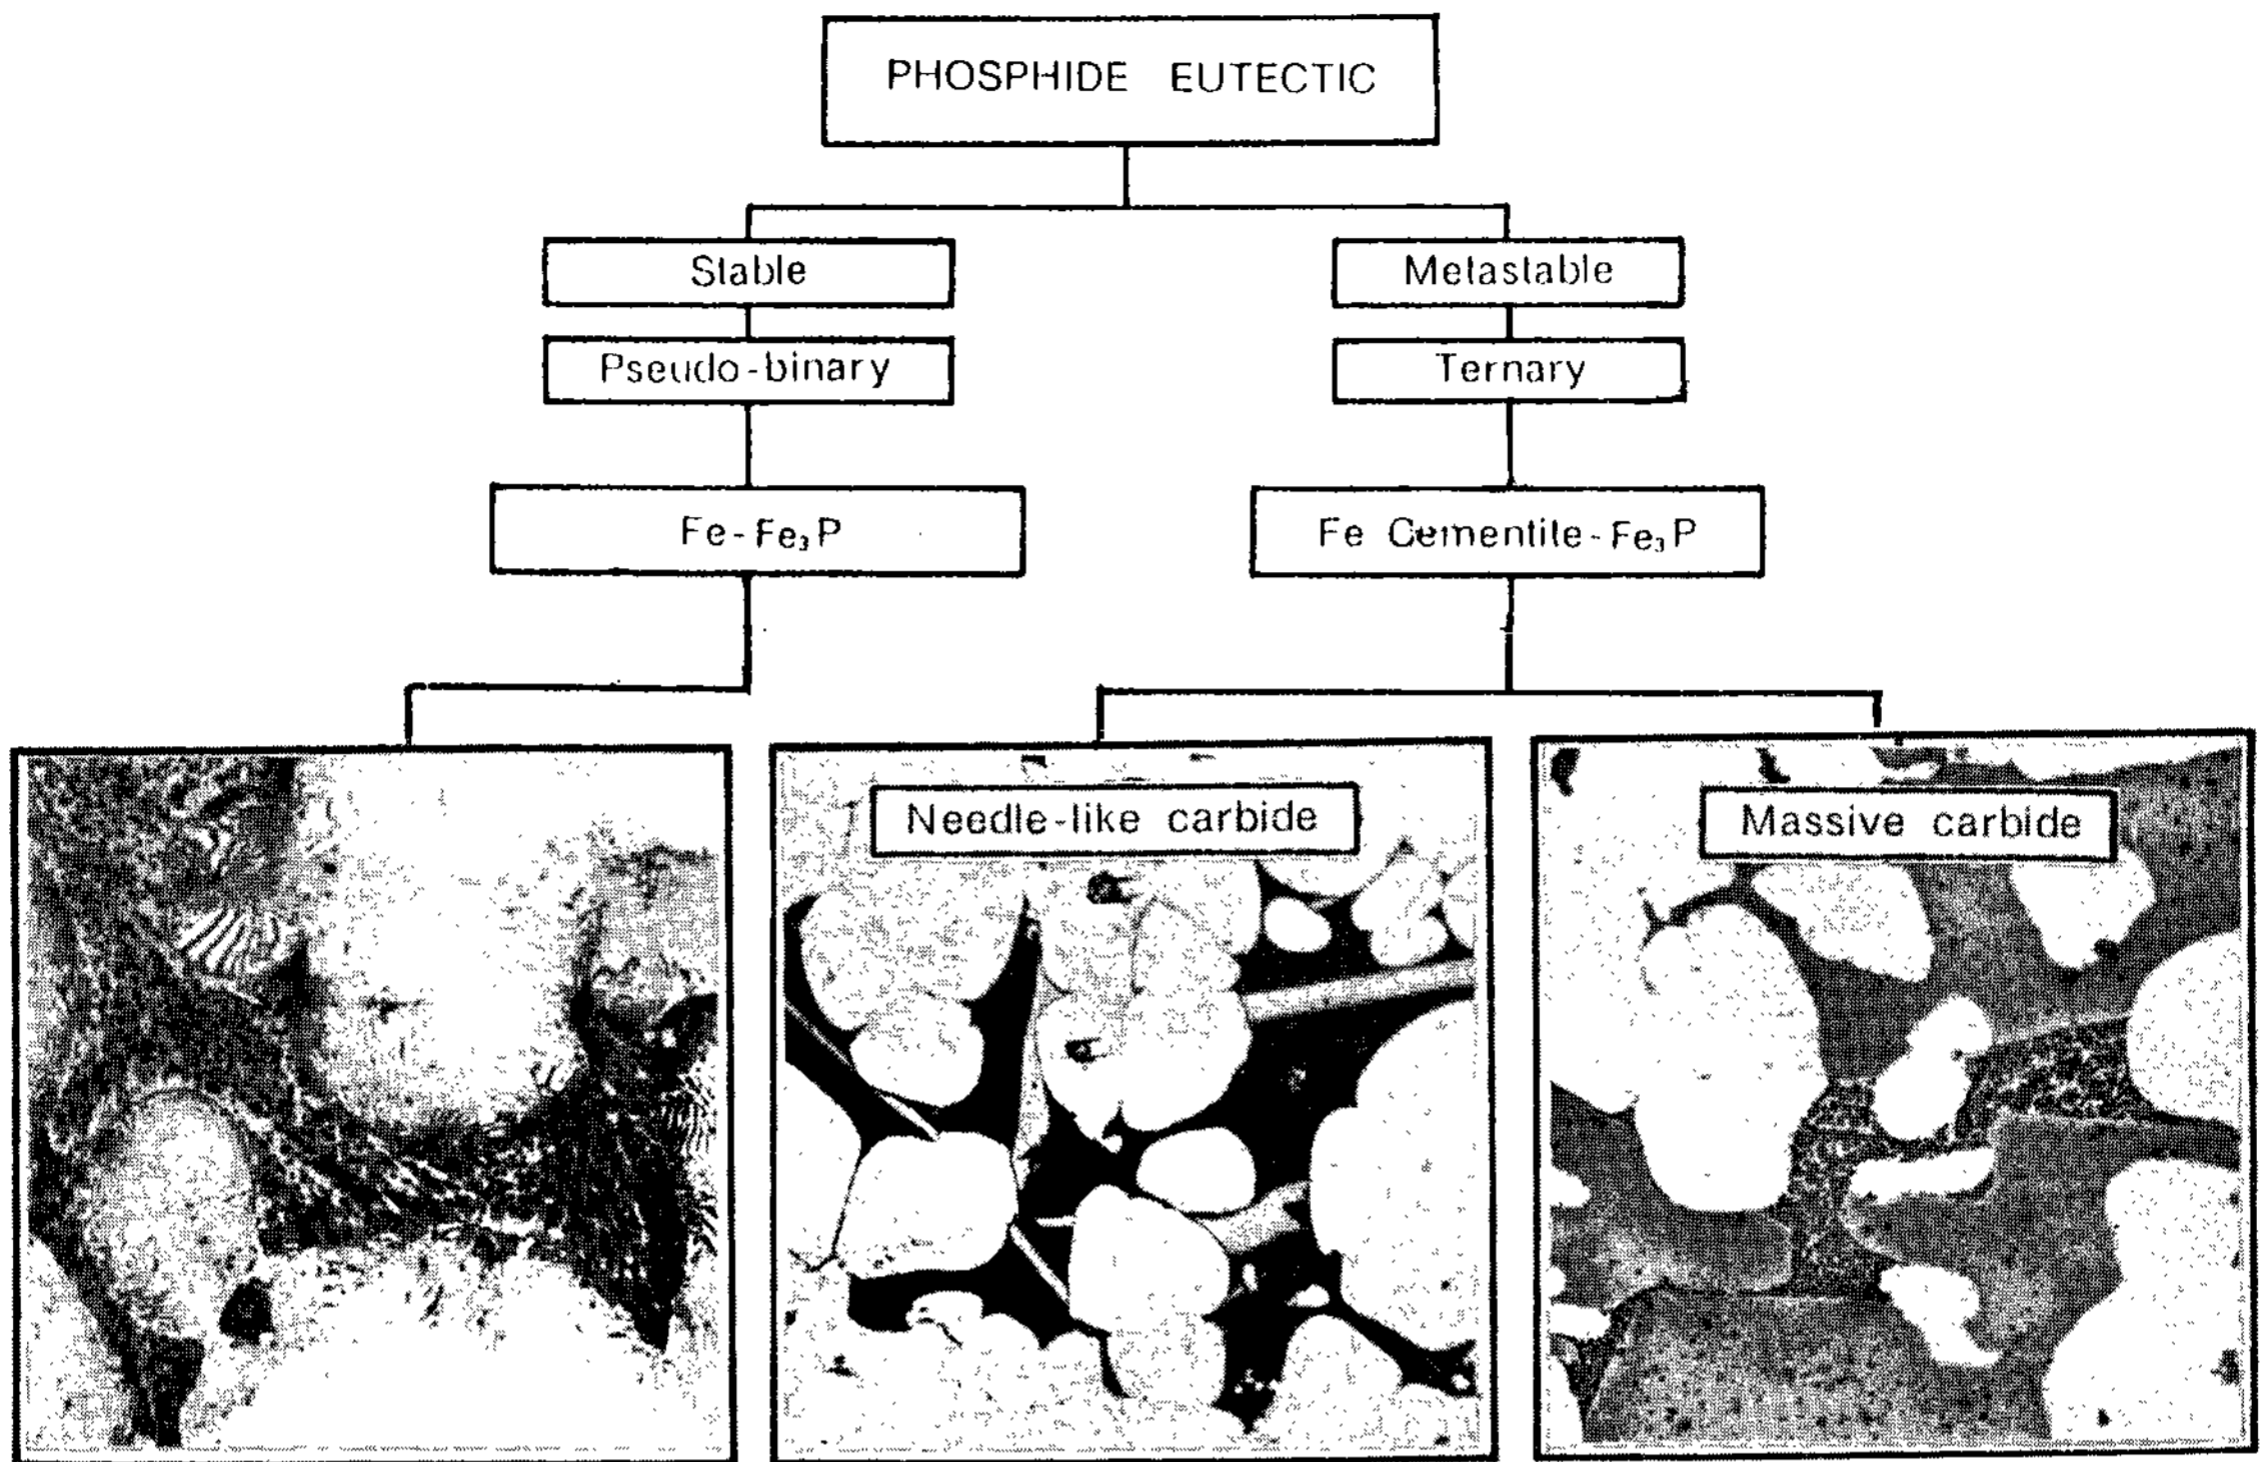 PHOSPHIDE EUTECTIC
Stable
Metastable
Pseudo-binary
Ternary
Fe-Fe₃P
Fe Cementite-Fe₃P
Needle-like carbide
Massive carbide